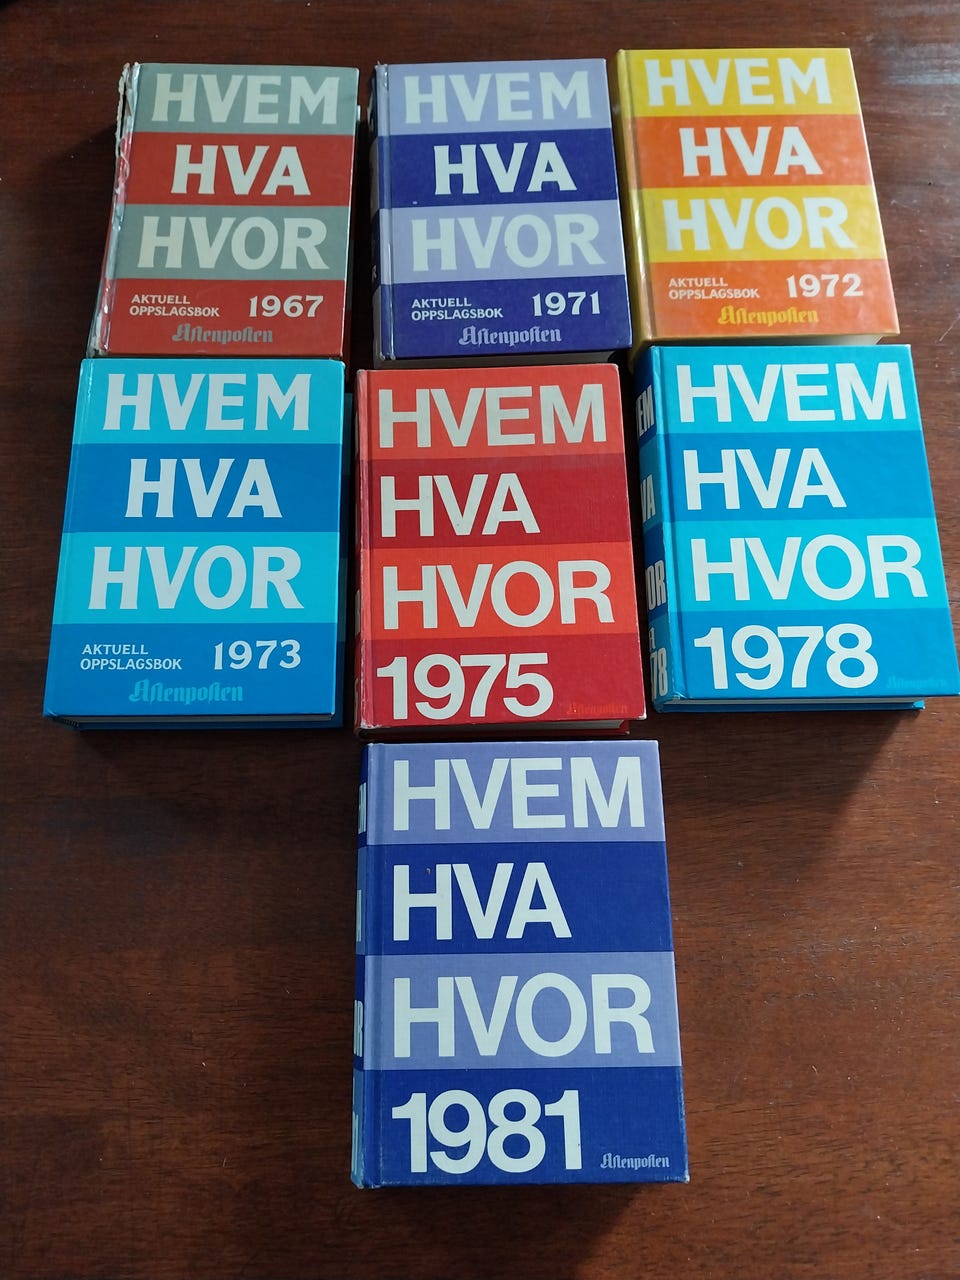 HVEM
HVA
HVOR
AKTUELL
OPPSLAGSBOK 1967
Aftenposten
HVEM
HVA
HVOR
AKTUELL
OPPSLAGSBOK 1971
Aftenposten
HVEM
HVA
HVOR
AKTUELL
OPPSLAGSBOK 1972
Aftenposten
HVEM
HVA
HVOR
AKTUELL
OPPSLAGSBOK 1973
Aftenposten
HVEM
HVA
HVOR
1975
Aftenposten
HVEM
HVA
HVOR
1978
Aftenposten
HVEM
HVA
HVOR
1981
Aftenposten